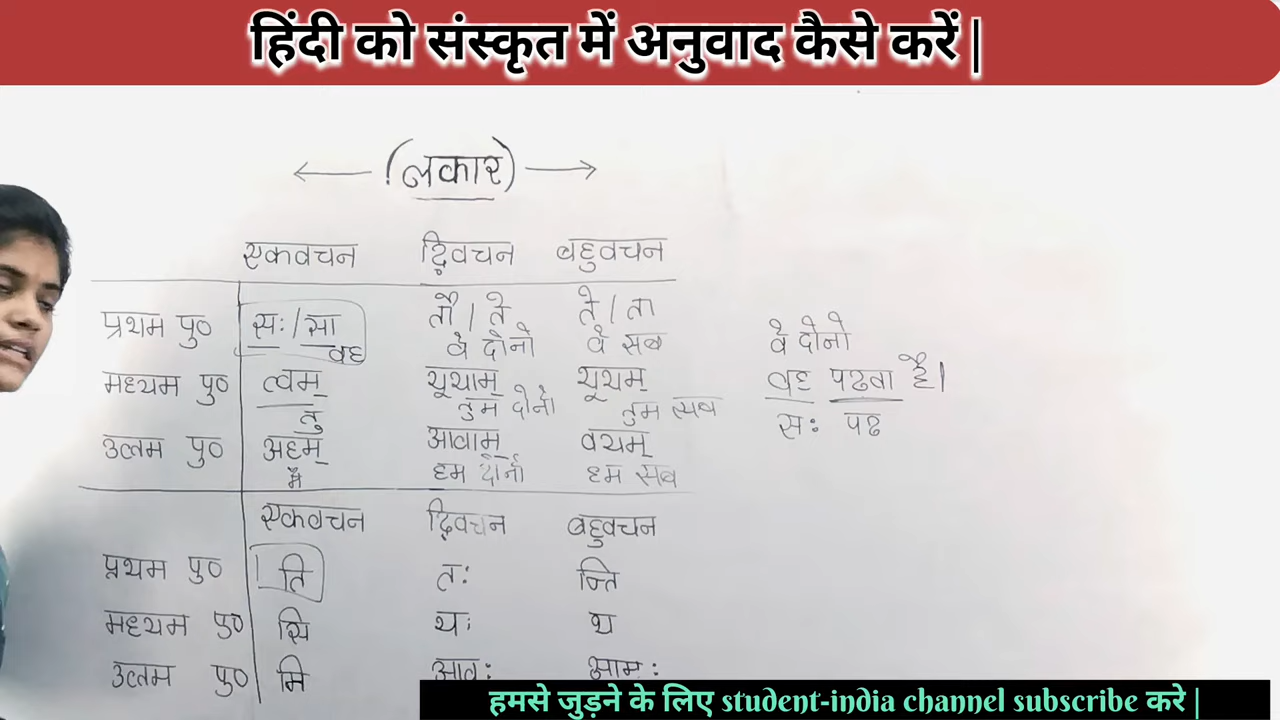 हिंदी को संस्कृत में अनुवाद कैसे करें|
(लकार)
एकवचन द्विवचन बहुवचन
प्रथम पु० सः/सा तौ/ते ते/ता
वह वे दोनो वे सब
वे दोनो
मध्यम पु० त्वम् यूयाम् यूयम्
तु तुम दोनों तुम सब
वह पढता है।
सः पढ
उत्तम पु० अहम् आवाम् वयम्
मैं हम दोनों हम सब
एकवचन द्विवचन बहुवचन
प्रथम पु० ति तः न्ति
मध्यम पु० सि थः थ
उत्तम पु० मि आवः आमः
हमसे जुड़ने के लिए student-india channel subscribe करे|